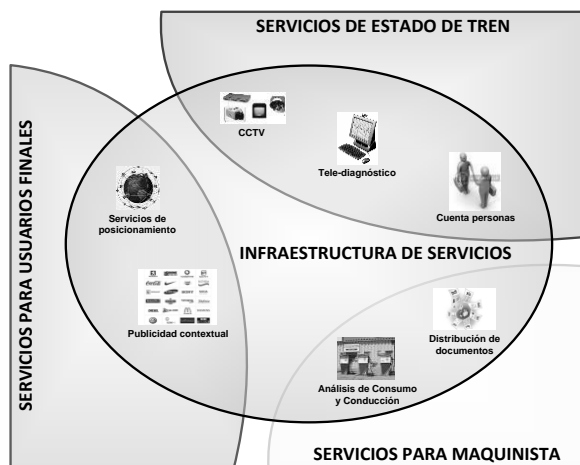 SERVICIOS DE ESTADO DE TREN
CCTV
Tele-diagnóstico
Cuenta personas
SERVICIOS PARA USUARIOS FINALES
Servicios de
posicionamiento
INFRAESTRUCTURA DE SERVICIOS
Publicidad contextual
Distribución de
documentos
Análisis de Consumo
y Conducción
SERVICIOS PARA MAQUINISTA